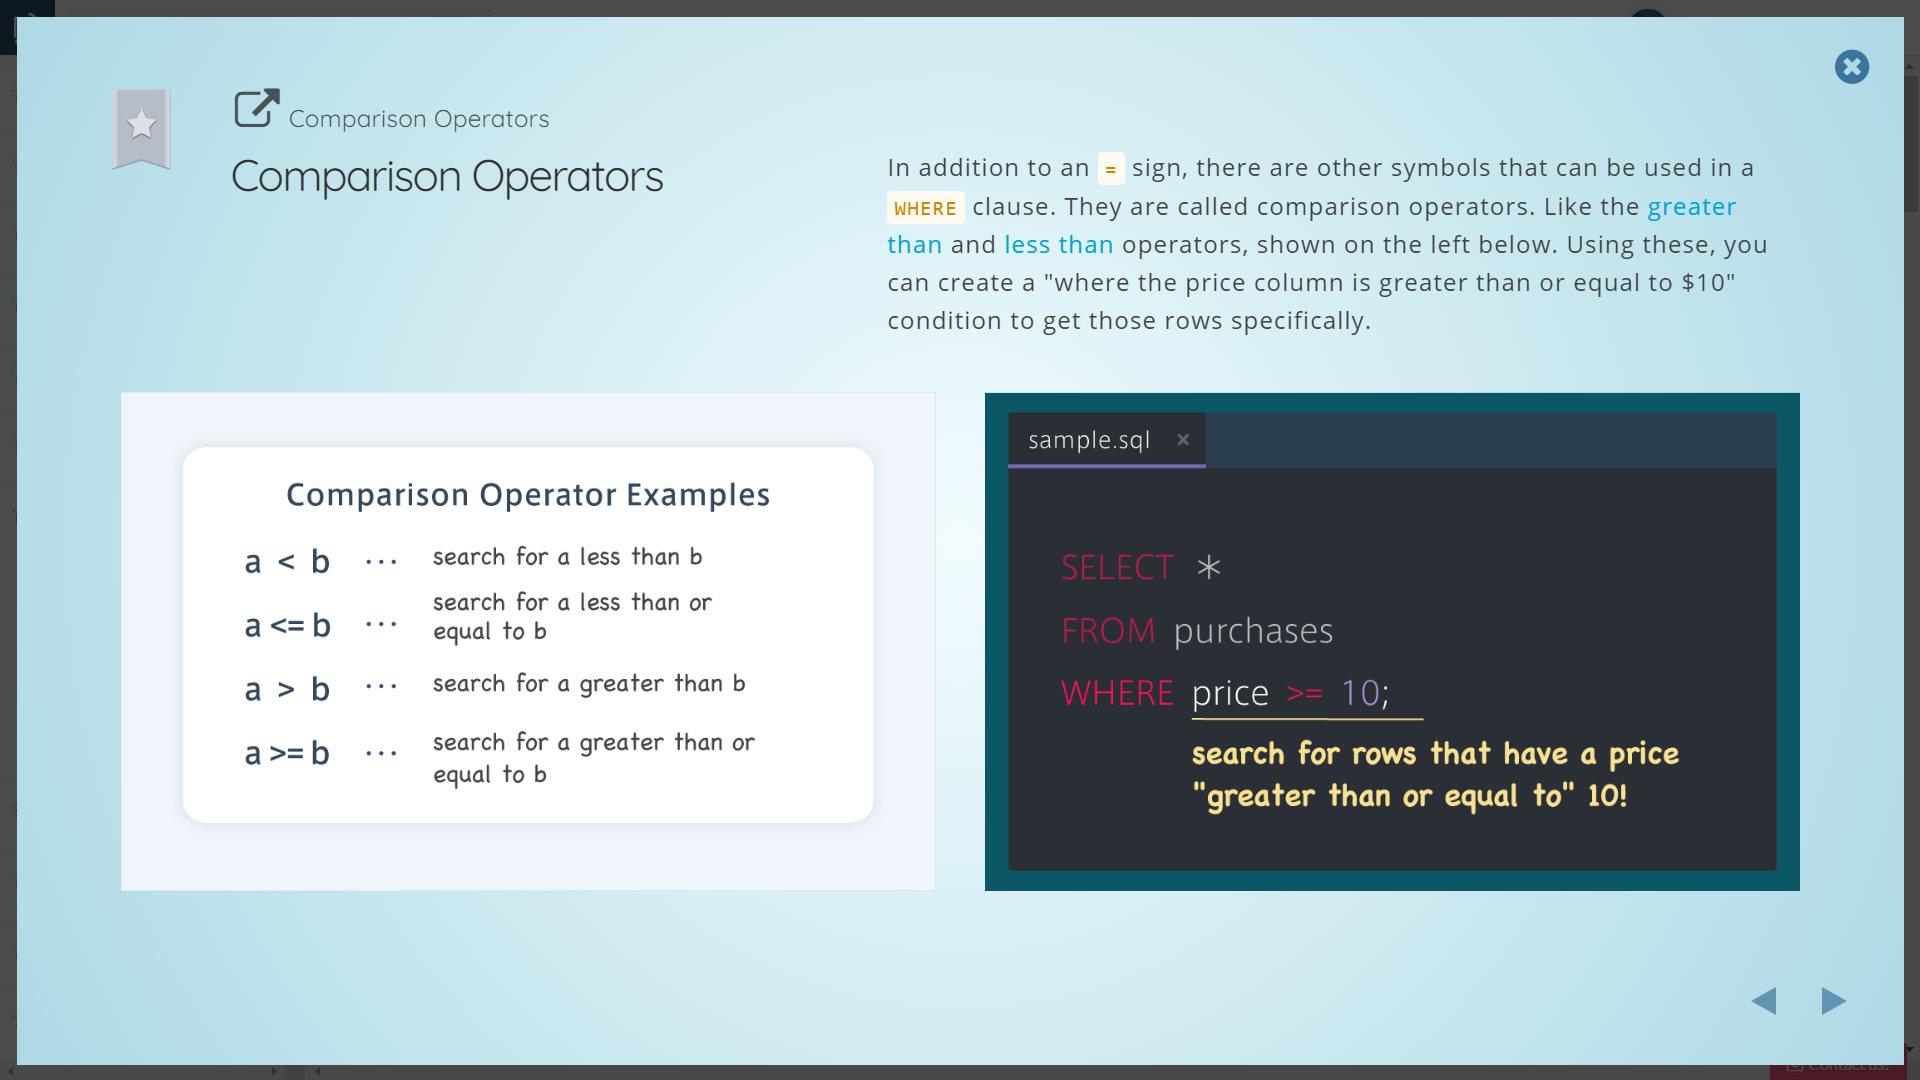 Comparison Operators
Comparison Operators
In addition to an = sign, there are other symbols that can be used in a
WHERE clause. They are called comparison operators. Like the greater
than and less than operators, shown on the left below. Using these, you
can create a "where the price column is greater than or equal to $10"
condition to get those rows specifically.
Comparison Operator Examples
a < b ... search for a less than b
a <= b ... search for a less than or
equal to b
a > b ... search for a greater than b
a >= b ... search for a greater than or
equal to b
sample.sql ×
SELECT *
FROM purchases
WHERE price >= 10;
search for rows that have a price
"greater than or equal to" 10!
Contact us!